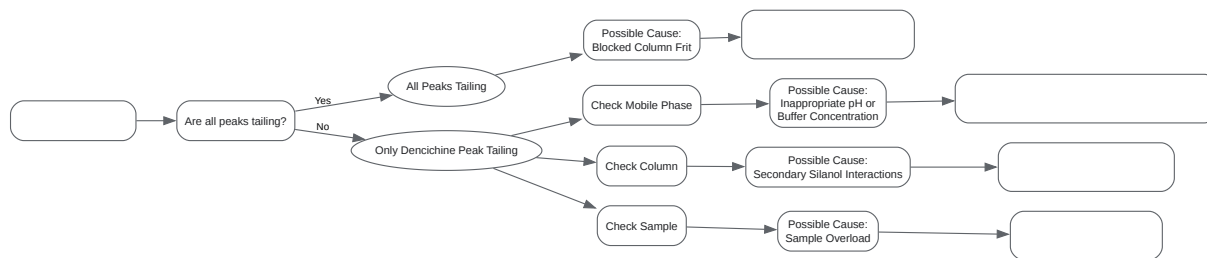 Are all peaks tailing?
Yes
No
All Peaks Tailing
Only Dencichine Peak Tailing
Possible Cause:
Blocked Column Frit
Check Mobile Phase
Possible Cause:
Inappropriate pH or
Buffer Concentration
Check Column
Possible Cause:
Secondary Silanol Interactions
Check Sample
Possible Cause:
Sample Overload